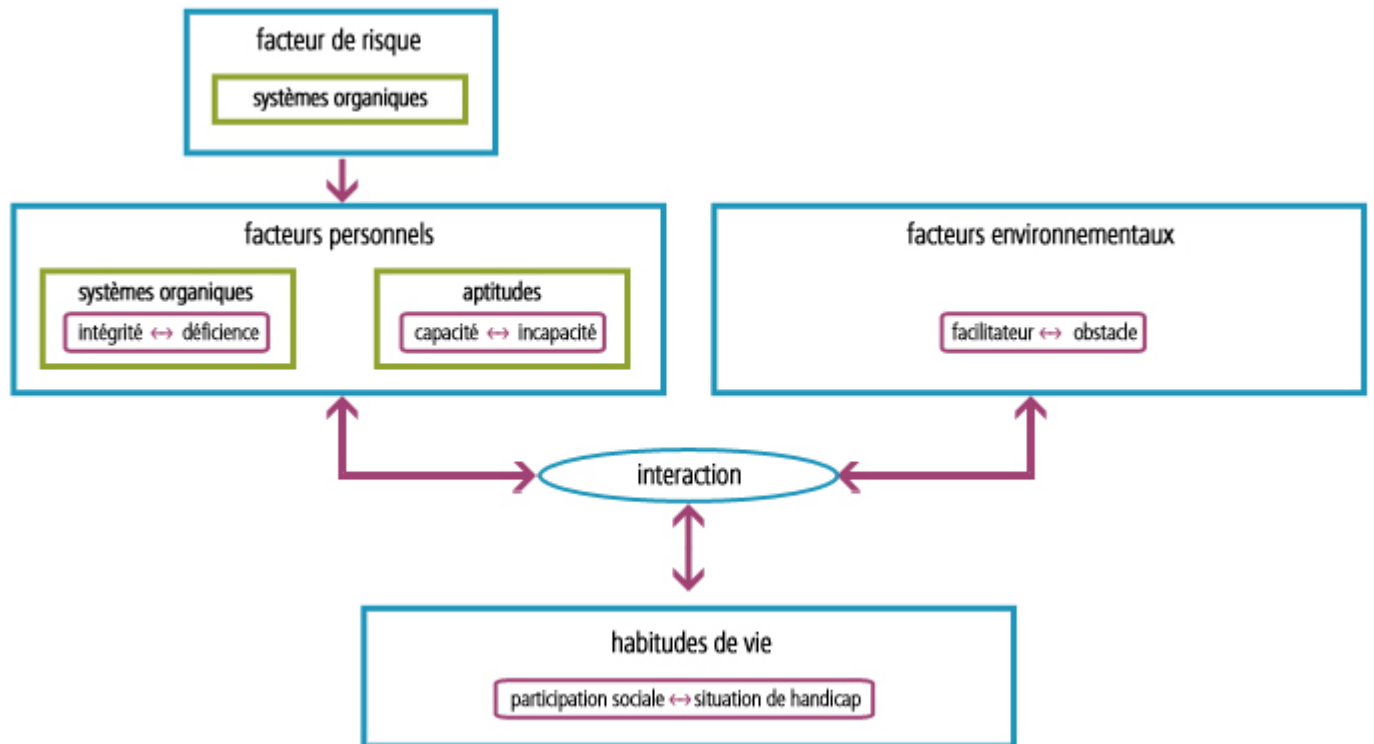 facteur de risque
systèmes organiques
facteurs personnels
systèmes organiques
intégrité ↔ déficience
aptitudes
capacité ↔ incapacité
facteurs environnementaux
facilitateur ↔ obstacle
interaction
habitudes de vie
participation sociale ↔ situation de handicap